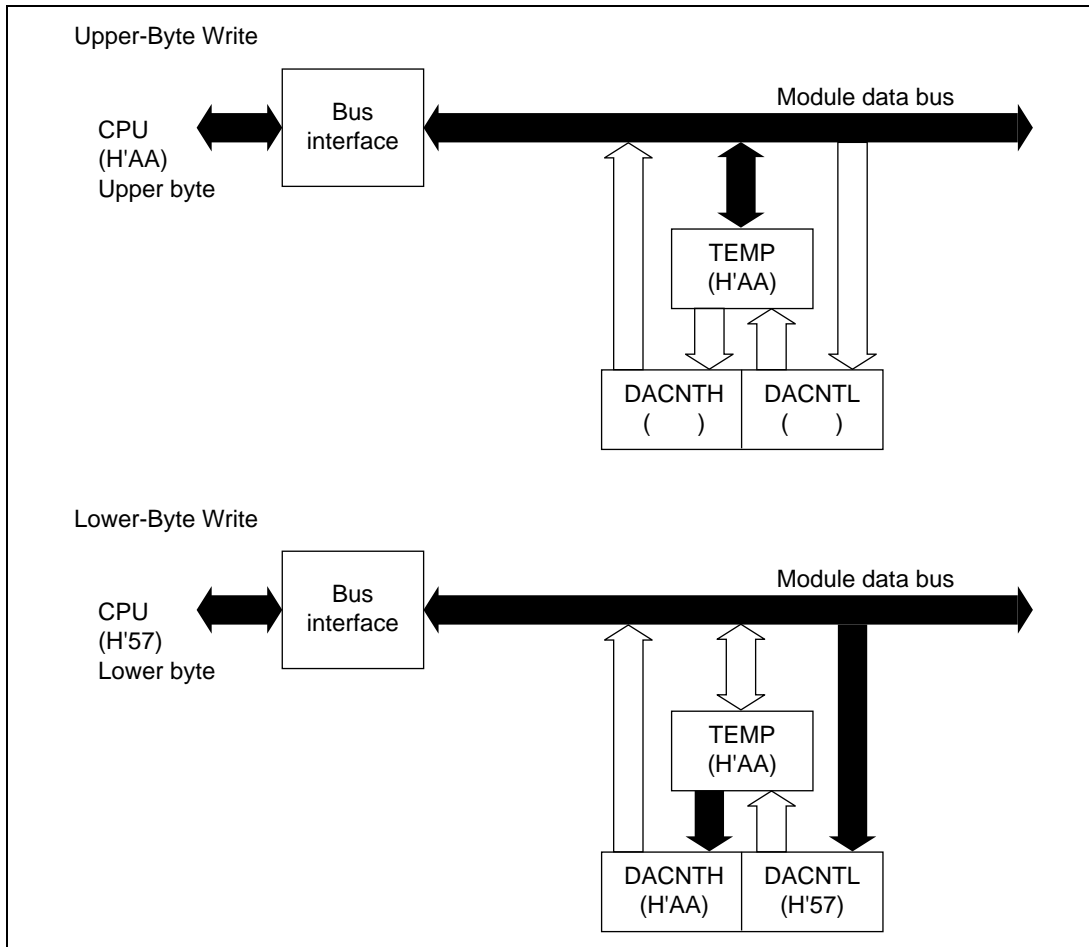 Upper-Byte Write
CPU
(H'AA)
Upper byte
Bus
interface
Module data bus
TEMP
(H'AA)
DACNTH
(      )
DACNTL
(      )
Lower-Byte Write
CPU
(H'57)
Lower byte
Bus
interface
Module data bus
TEMP
(H'AA)
DACNTH
(H'AA)
DACNTL
(H'57)